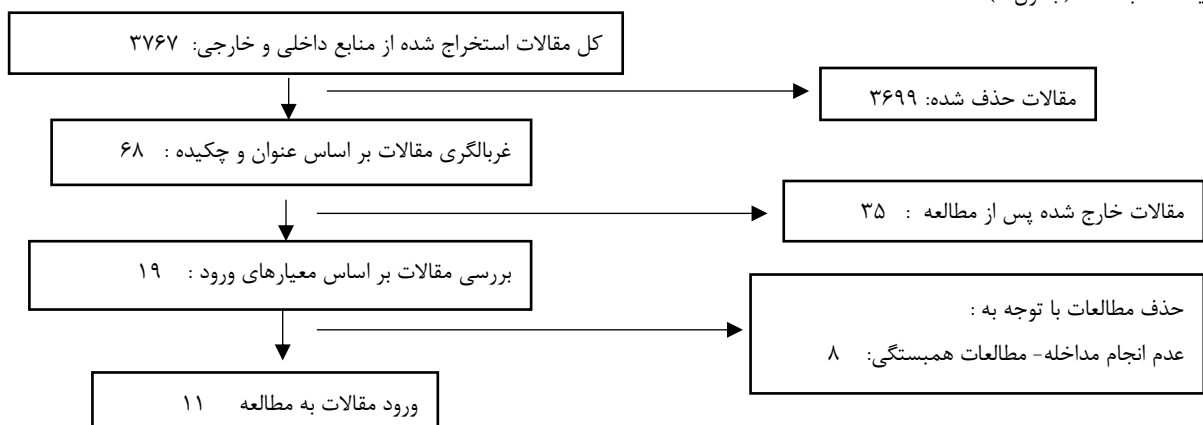 کل مقالات استخراج شده از منابع داخلی و خارجی: ۳۷۶۷
مقالات حذف شده: ۳۶۹۹
غربالگری مقالات بر اساس عنوان و چکیده : ۶۸
مقالات خارج شده پس از مطالعه : ۳۵
بررسی مقالات بر اساس معیارهای ورود : ۱۹
حذف مطالعات با توجه به :
عدم انجام مداخله- مطالعات همبستگی: ۸
ورود مقالات به مطالعه ۱۱